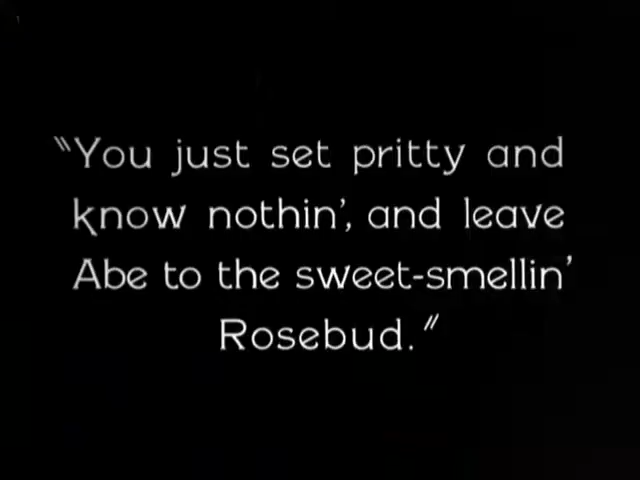 "You just set pritty and
know nothin', and leave
Abe to the sweet-smellin'
Rosebud."